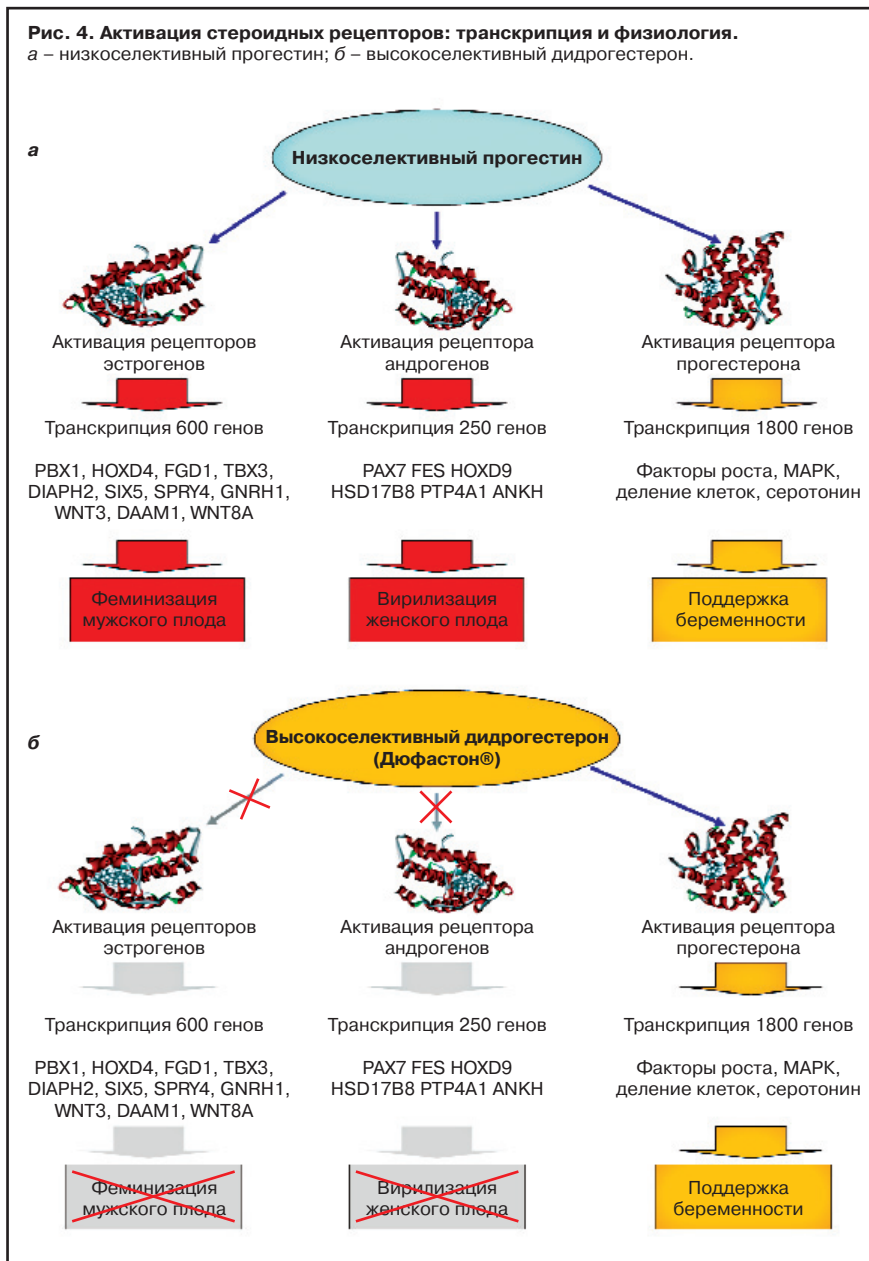 Рис. 4. Активация стероидных рецепторов: транскрипция и физиология.
а – низкоселективный прогестин; б – высокоселективный дидрогестерон.
а
Низкоселективный прогестин
Активация рецепторов
эстрогенов
Активация рецептора
андрогенов
Активация рецептора
прогестерона
Транскрипция 600 генов
Транскрипция 250 генов
Транскрипция 1800 генов
PBX1, HOXD4, FGD1, TBX3,
DIAPH2, SIX5, SPRY4, GNRH1,
WNT3, DAAM1, WNT8A
PAX7 FES HOXD9
HSD17B8 PTP4A1 ANKH
Факторы роста, МАРК,
деление клеток, серотонин
Феминизация
мужского плода
Вирилизация
женского плода
Поддержка
беременности
б
Высокоселективный дидрогестерон
(Дюфастон®)
Активация рецепторов
эстрогенов
Активация рецептора
андрогенов
Активация рецептора
прогестерона
Транскрипция 600 генов
Транскрипция 250 генов
Транскрипция 1800 генов
PBX1, HOXD4, FGD1, TBX3,
DIAPH2, SIX5, SPRY4, GNRH1,
WNT3, DAAM1, WNT8A
PAX7 FES HOXD9
HSD17B8 PTP4A1 ANKH
Факторы роста, МАРК,
деление клеток, серотонин
Феминизация
мужского плода
Вирилизация
женского плода
Поддержка
беременности